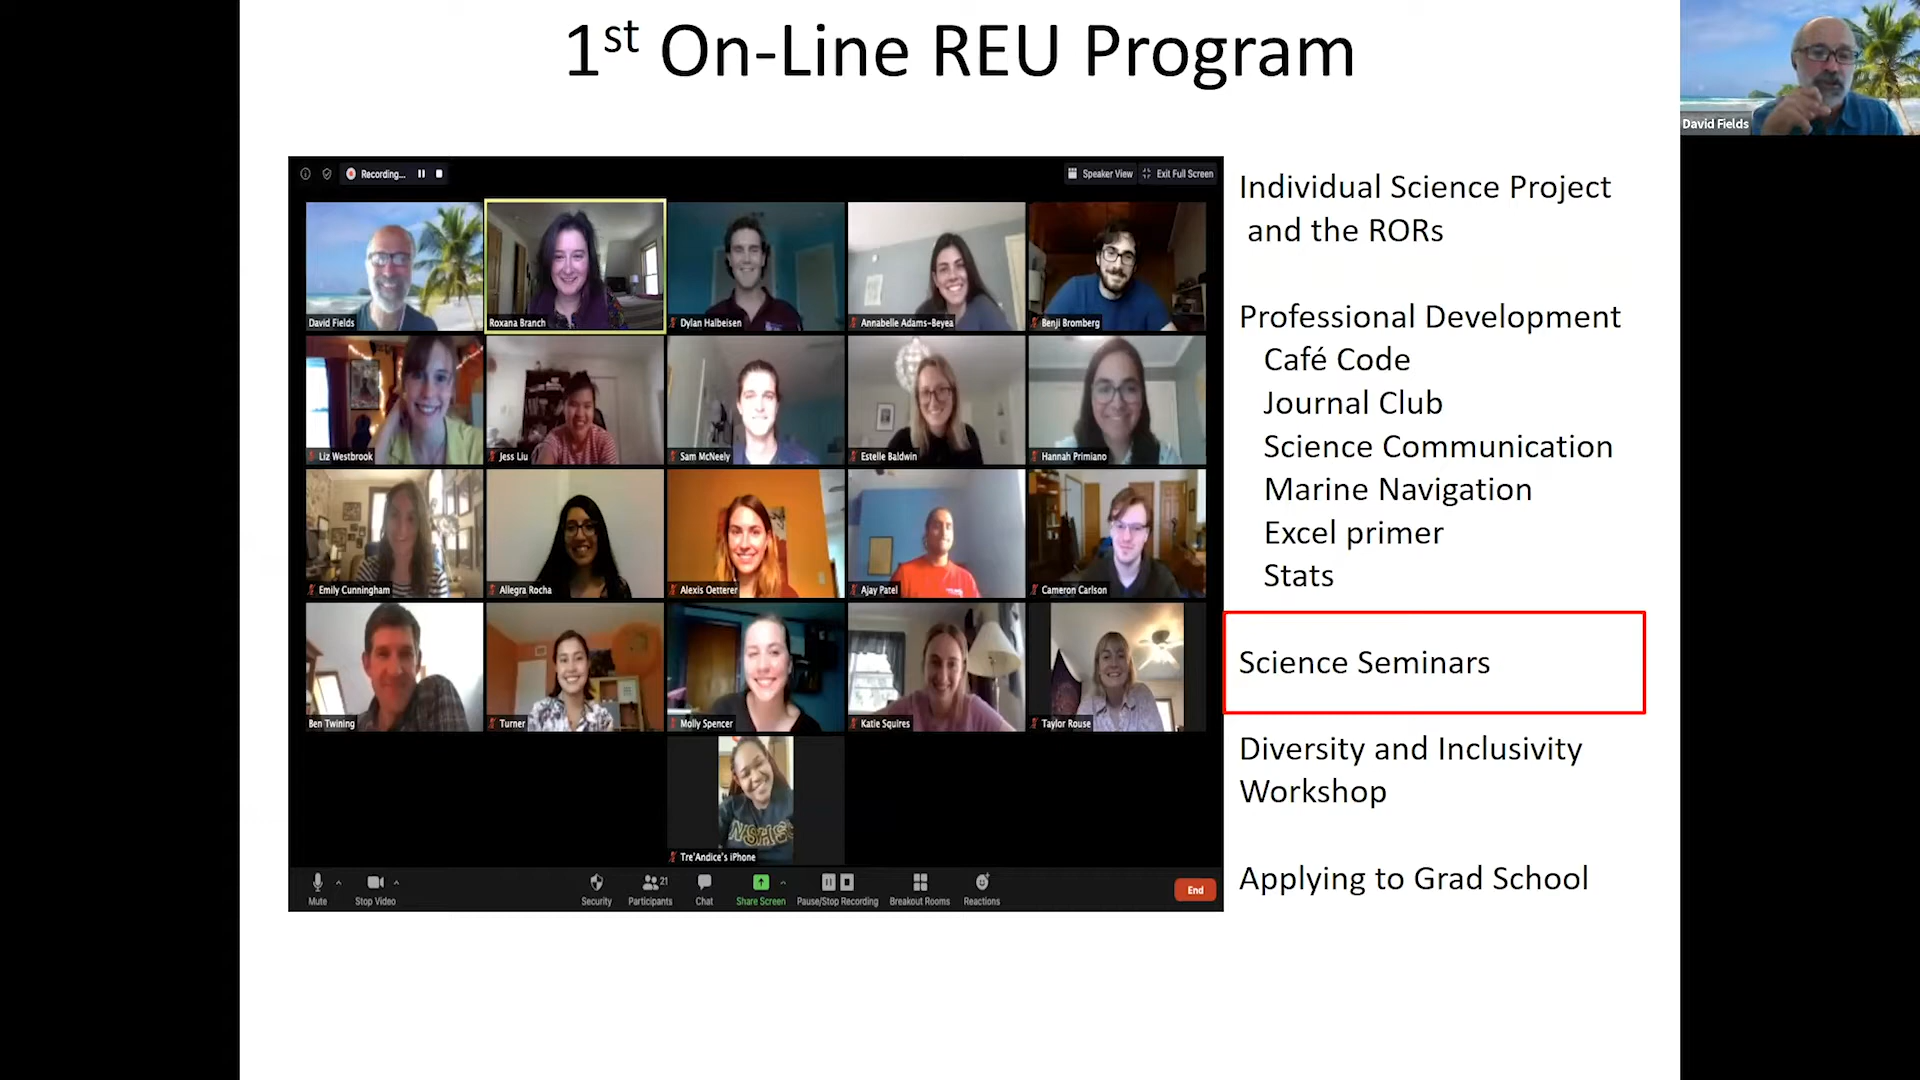 1st On-Line REU Program
David Fields
Recording...
Speaker View
Exit Full Screen
David Fields
Roxana Branch
Dylan Halbeisen
Annabelle Adams-Beyea
Benji Bromberg
Liz Westbrook
Jess Liu
Sam McNeely
Estelle Baldwin
Hannah Primiano
Emily Cunningham
Allegra Rocha
Alexis Oetterer
Ajay Patel
Cameron Carlson
Ben Twining
Turner
Molly Spencer
Katie Squires
Taylor Rouse
NSHE
Tre'Andice's iPhone
Mute
Stop Video
Security
21
Participants
Chat
Share Screen
Pause/Stop Recording
Breakout Rooms
Reactions
End
Individual Science Project
and the RORs
Professional Development
Café Code
Journal Club
Science Communication
Marine Navigation
Excel primer
Stats
Science Seminars
Diversity and Inclusivity
Workshop
Applying to Grad School